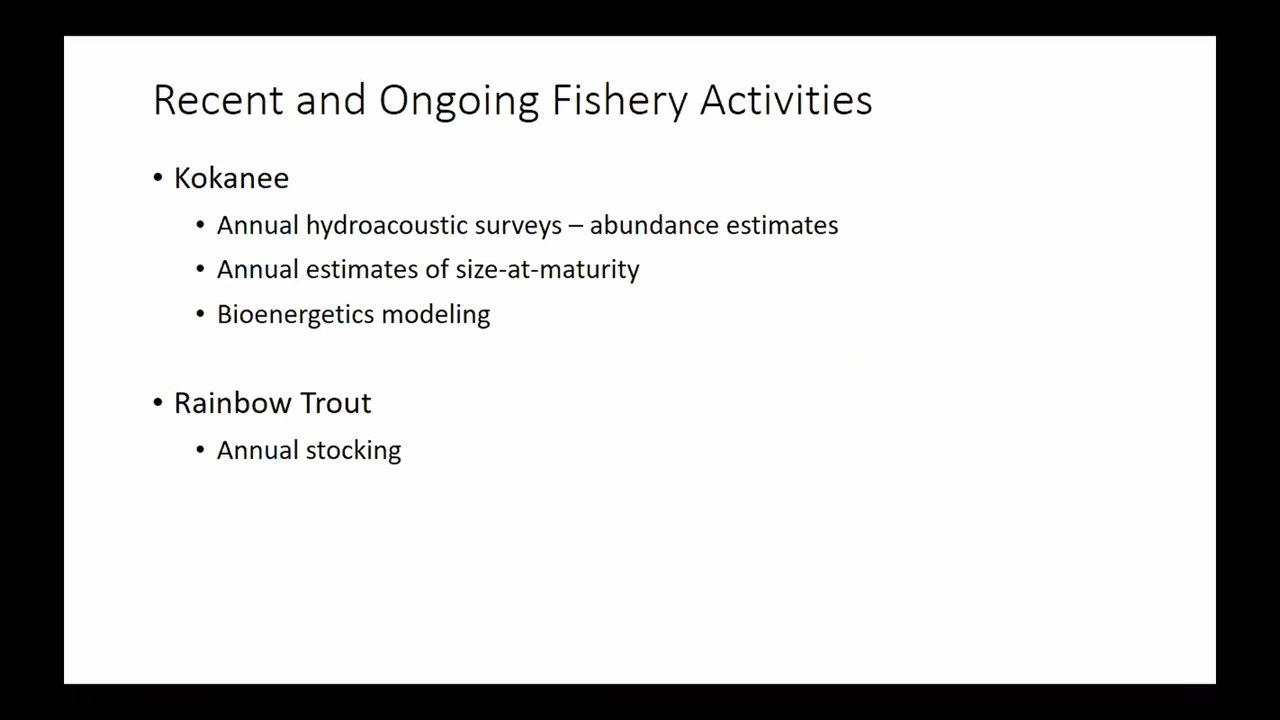 Recent and Ongoing Fishery Activities
• Kokanee
• Annual hydroacoustic surveys – abundance estimates
• Annual estimates of size-at-maturity
• Bioenergetics modeling
• Rainbow Trout
• Annual stocking